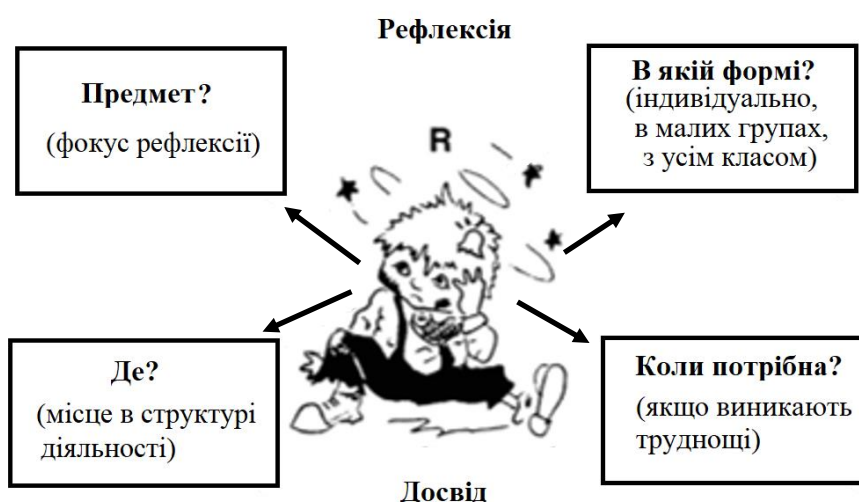 Рефлексія
Предмет?
(фокус рефлексії)
В якій формі?
(індивідуально,
в малих групах,
з усім класом)
R
Де?
(місце в структурі
діяльності)
Коли потрібна?
(якщо виникають
труднощі)
Досвід